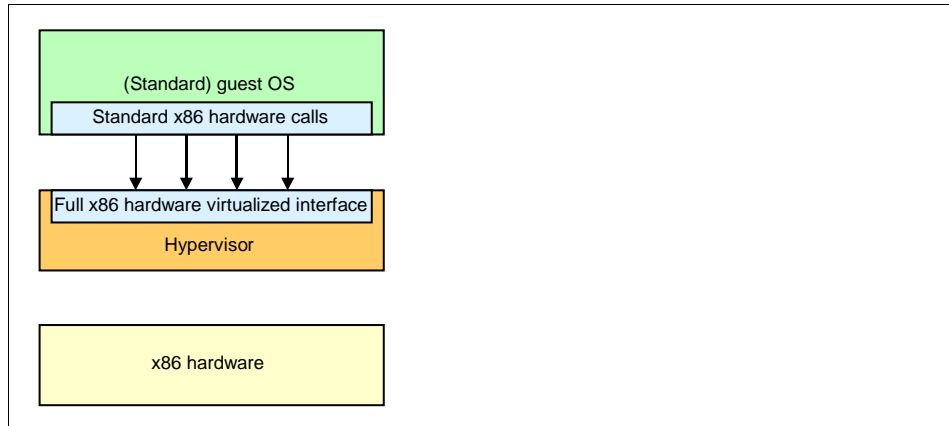 (Standard) guest OS
Standard x86 hardware calls
Full x86 hardware virtualized interface
Hypervisor
x86 hardware